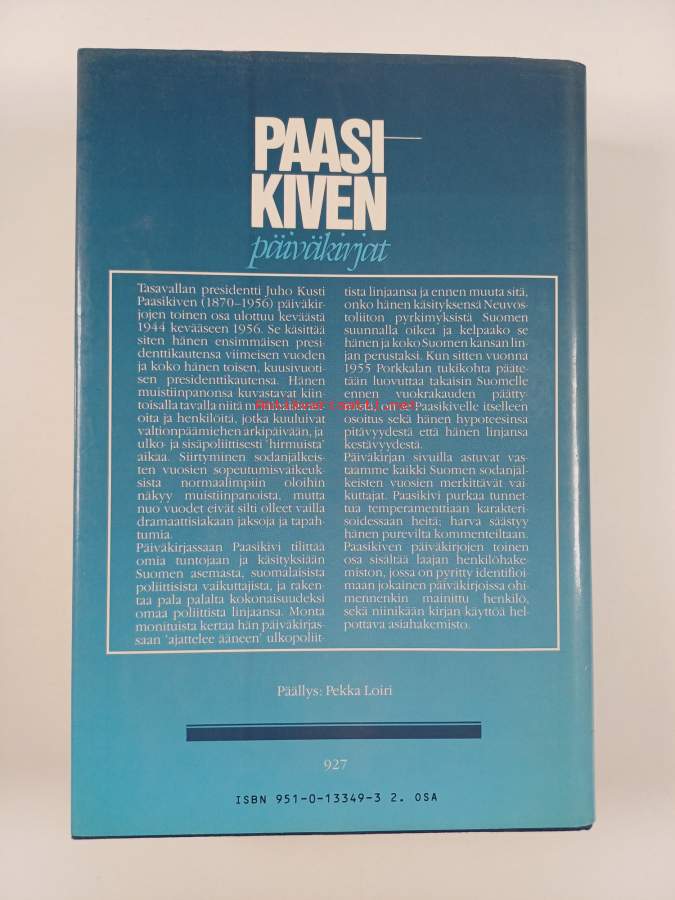 PAASI
KIVEN
päiväkirjat
Tasavallan presidentti Juho Kusti
Paasikiven (1870–1956) päiväkir-
jojen toinen osa ulottuu keväästä
1944 kevääseen 1956. Se käsittää
siten hänen ensimmäisen presi-
denttikautensa viimeisen vuoden
ja koko hänen toisen, kuusivuoti-
sen presidenttikautensa. Hänen
muistiinpanonsa kuvastavat kiin-
toisalla tavalla niitä
oita ja henkilöitä, jotka kuuluivat
valtionpäämiehen arkipäivään, ja
ulko- ja sisäpoliittisesti 'hirmuista'
aikaa. Siirtyminen sodanjälkeis-
ten vuosien sopeutumisvaikeuk-
sista normaalimpiin oloihin
näkyy muistiinpanoista, mutta
nuo vuodet eivät silti olleet vailla
dramaattisiakaan jaksoja ja tapah-
tumia.
Päiväkirjassaan Paasikivi tilittää
omia tuntojaan ja käsityksiään
Suomen asemasta, suomalaisista
poliittisista vaikuttajista, ja raken-
taa pala palalta kokonaisuudeksi
omaa poliittista linjaansa. Monta
monituista kertaa hän päiväkirjas-
saan 'ajattelee ääneen' ulkopoliit-
tista linjaansa ja ennen muuta sitä,
onko hänen käsityksensä Neuvos-
toliiton pyrkimyksistä Suomen
suunnalla oikea ja kelpaako se
hänen ja koko Suomen kansan lin-
jan perustaksi. Kun sitten vuonna
1955 Porkkalan tukikohta pääte-
tään luovuttaa takaisin Suomelle
ennen vuokrakauden päätty-
mistä, on se Paasikivelle itselleen
osoitus sekä hänen hypoteesinsa
pitävyydestä että hänen linjansa
kestävyydestä.
Päiväkirjan sivuilla astuvat vas-
taamme kaikki Suomen sodanjäl-
keisten vuosien merkittävät vai-
kuttajat. Paasikivi purkaa tunnet-
tua temperamenttiaan karakteri-
soidessaan heitä; harva säästyy
hänen purevilta kommenteiltaan.
Paasikiven päiväkirjojen toinen
osa sisältää laajan henkilöhake-
miston, jossa on pyritty identifioi-
maan jokainen päiväkirjoissa ohi-
mennenkin mainittu henkilö,
sekä niinikään kirjan käyttöä hel-
pottava asiahakemisto.
Päällys: Pekka Loiri
927
ISBN 951-0-13349-3 2. OSA